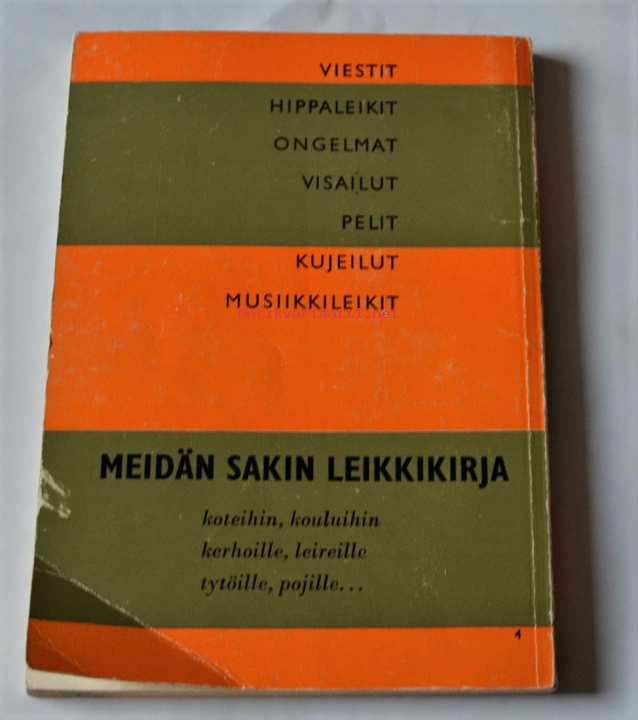 VIESTIT
HIPPALEIKIT
ONGELMAT
VISAILUT
PELIT
KUJEILUT
MUSIIKKILEIKIT
MEIDÄN SAKIN LEIKKIKIRJA
koteihin, kouluihin
kerhoille, leireille
tytöille, pojille...
4